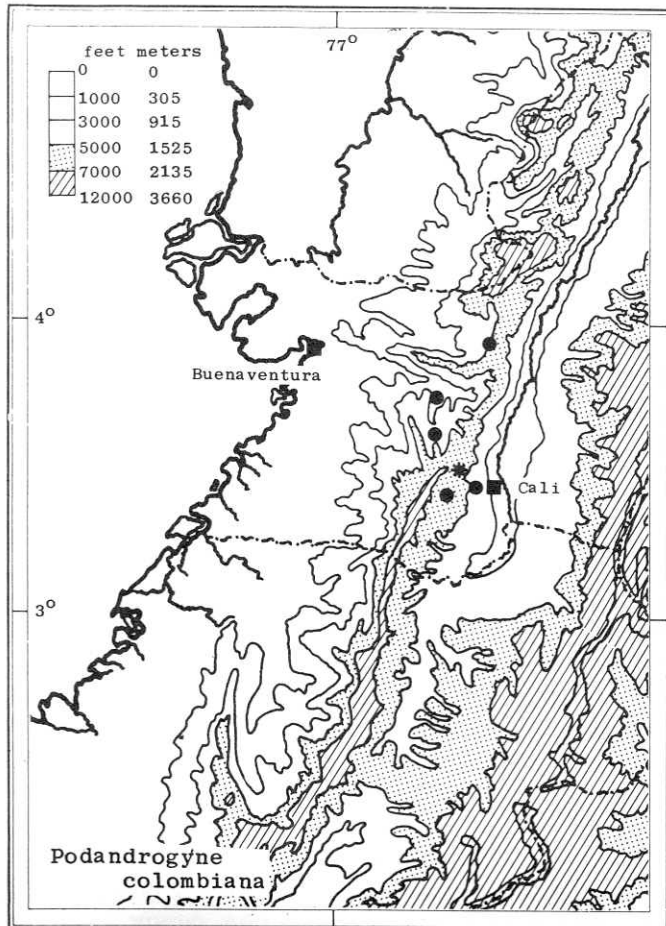 77°
feet meters
0 0
1000 305
3000 915
5000 1525
7000 2135
12000 3660
4°
Buenaventura
Cali
3°
Podandrogyne
colombiana